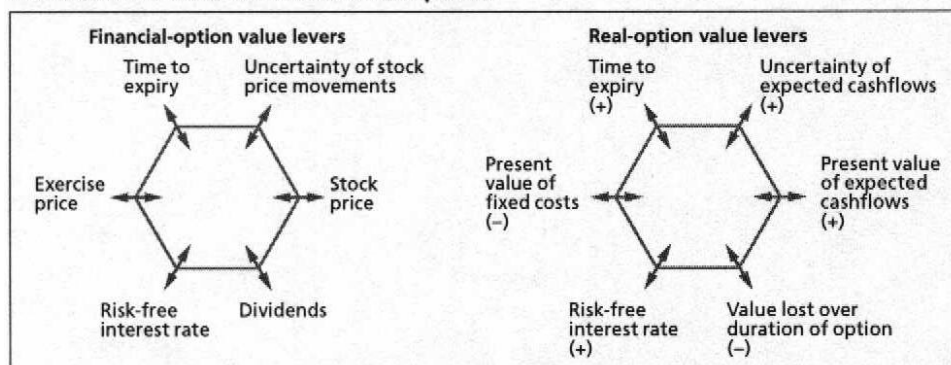 Financial-option value levers
Time to
expiry
Uncertainty of stock
price movements
Exercise
price
Stock
price
Risk-free
interest rate
Dividends
Real-option value levers
Time to
expiry
(+)
Uncertainty of
expected cashflows
(+)
Present
value of
fixed costs
(–)
Present value
of expected
cashflows
(+)
Risk-free
interest rate
(+)
Value lost over
duration of option
(–)